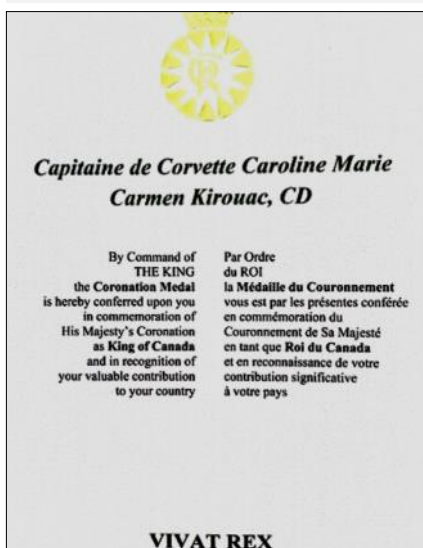 Capitaine de Corvette Caroline Marie
Carmen Kirouac, CD
By Command of
THE KING
the Coronation Medal
is hereby conferred upon you
in commemoration of
His Majesty's Coronation
as King of Canada
and in recognition of
your valuable contribution
to your country
Par Ordre
du ROI
la Médaille du Couronnement
vous est par les présentes conférée
en commémoration du
Couronnement de Sa Majesté
en tant que Roi du Canada
et en reconnaissance de votre
contribution significative
à votre pays
VIVAT REX